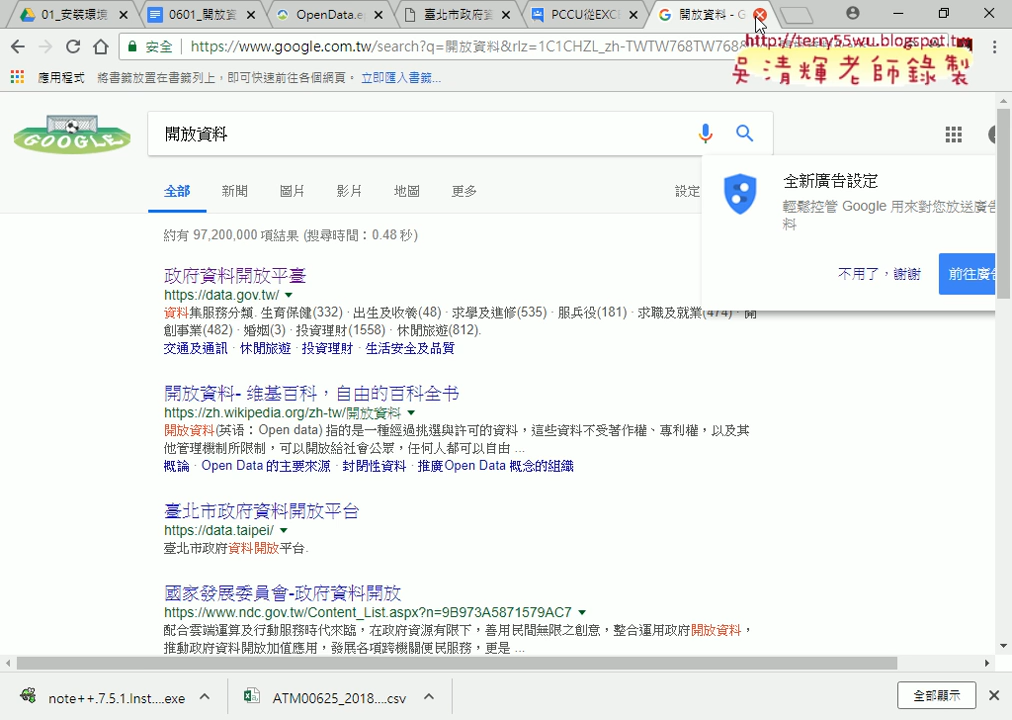 01_安裝環境
0601_開放資
OpenData.e
臺北市政府資
PCCU從EXCE
開放資料 - G
安全
https://www.google.com.tw/search?q=開放資料&rlz=1C1CHZL_zh-TWTW768TW768&
http://terry55wu.blogspot.tw
吳清輝老師錄製
應用程式
將書籤放置在書籤列上，即可快速前往各個網頁。
立即匯入書籤...
GOOGLE
開放資料
全部
新聞
圖片
影片
地圖
更多
設定
全新廣告設定
輕鬆控管 Google 用來對您放送廣告
料
不用了，謝謝
前往廣告
約有 97,200,000 項結果 (搜尋時間：0.48 秒)
政府資料開放平臺
https://data.gov.tw/
資料集服務分類. 生育保健(332) · 出生及收養(48) · 求學及進修(535) · 服兵役(181) · 求職及就業(474) · 開
創事業(482) · 婚姻(3) · 投資理財(1558) · 休閒旅遊(812).
交通及通訊 · 休閒旅遊 · 投資理財 · 生活安全及品質
開放資料- 维基百科，自由的百科全书
https://zh.wikipedia.org/zh-tw/開放資料
開放資料(英语：Open data) 指的是一種經過挑選與許可的資料，這些資料不受著作權、專利權，以及其
他管理機制所限制，可以開放給社會公眾，任何人都可以自由 ...
概論 · Open Data 的主要來源 · 封閉性資料 · 推廣Open Data 概念的組織
臺北市政府資料開放平台
https://data.taipei/
臺北市政府資料開放平台.
國家發展委員會-政府資料開放
https://www.ndc.gov.tw/Content_List.aspx?n=9B973A5871579AC7
配合雲端運算及行動服務時代來臨，在政府資源有限下，善用民間無限之創意，整合運用政府開放資料，
推動政府資料開放加值應用，發展各項跨機關便民服務，更是 ...
note++.7.5.1.Inst....exe
ATM00625_2018....csv
全部顯示